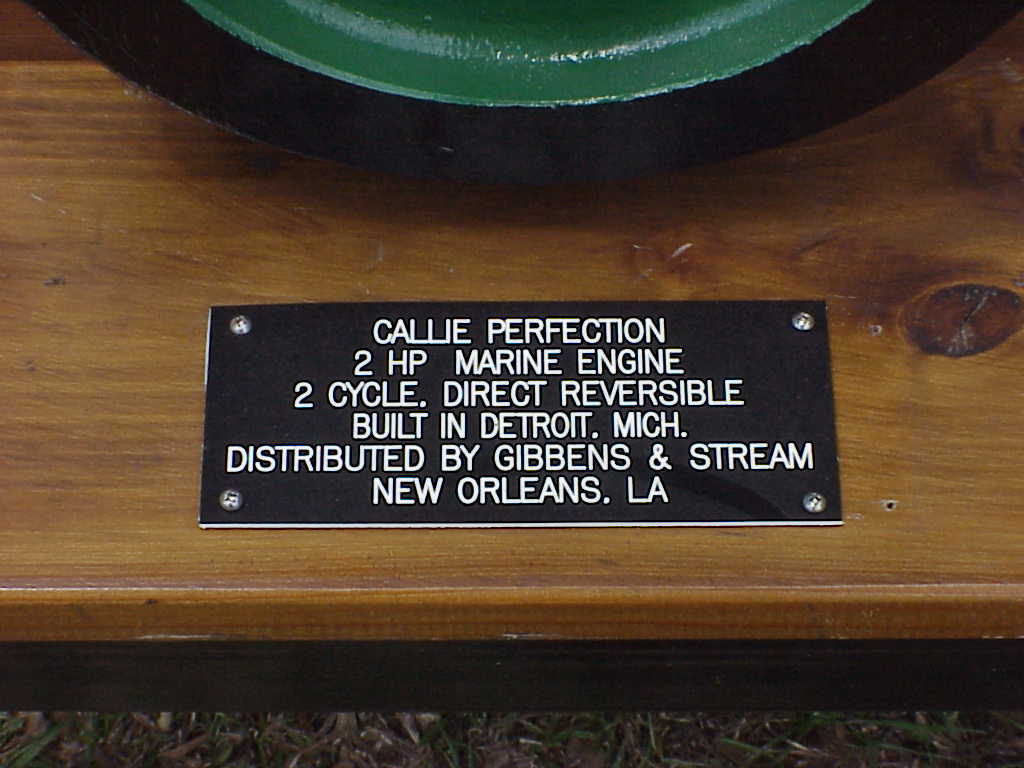 CALLIE PERFECTION
2 HP MARINE ENGINE
2 CYCLE, DIRECT REVERSIBLE
BUILT IN DETROIT, MICH.
DISTRIBUTED BY GIBBENS & STREAM
NEW ORLEANS, LA